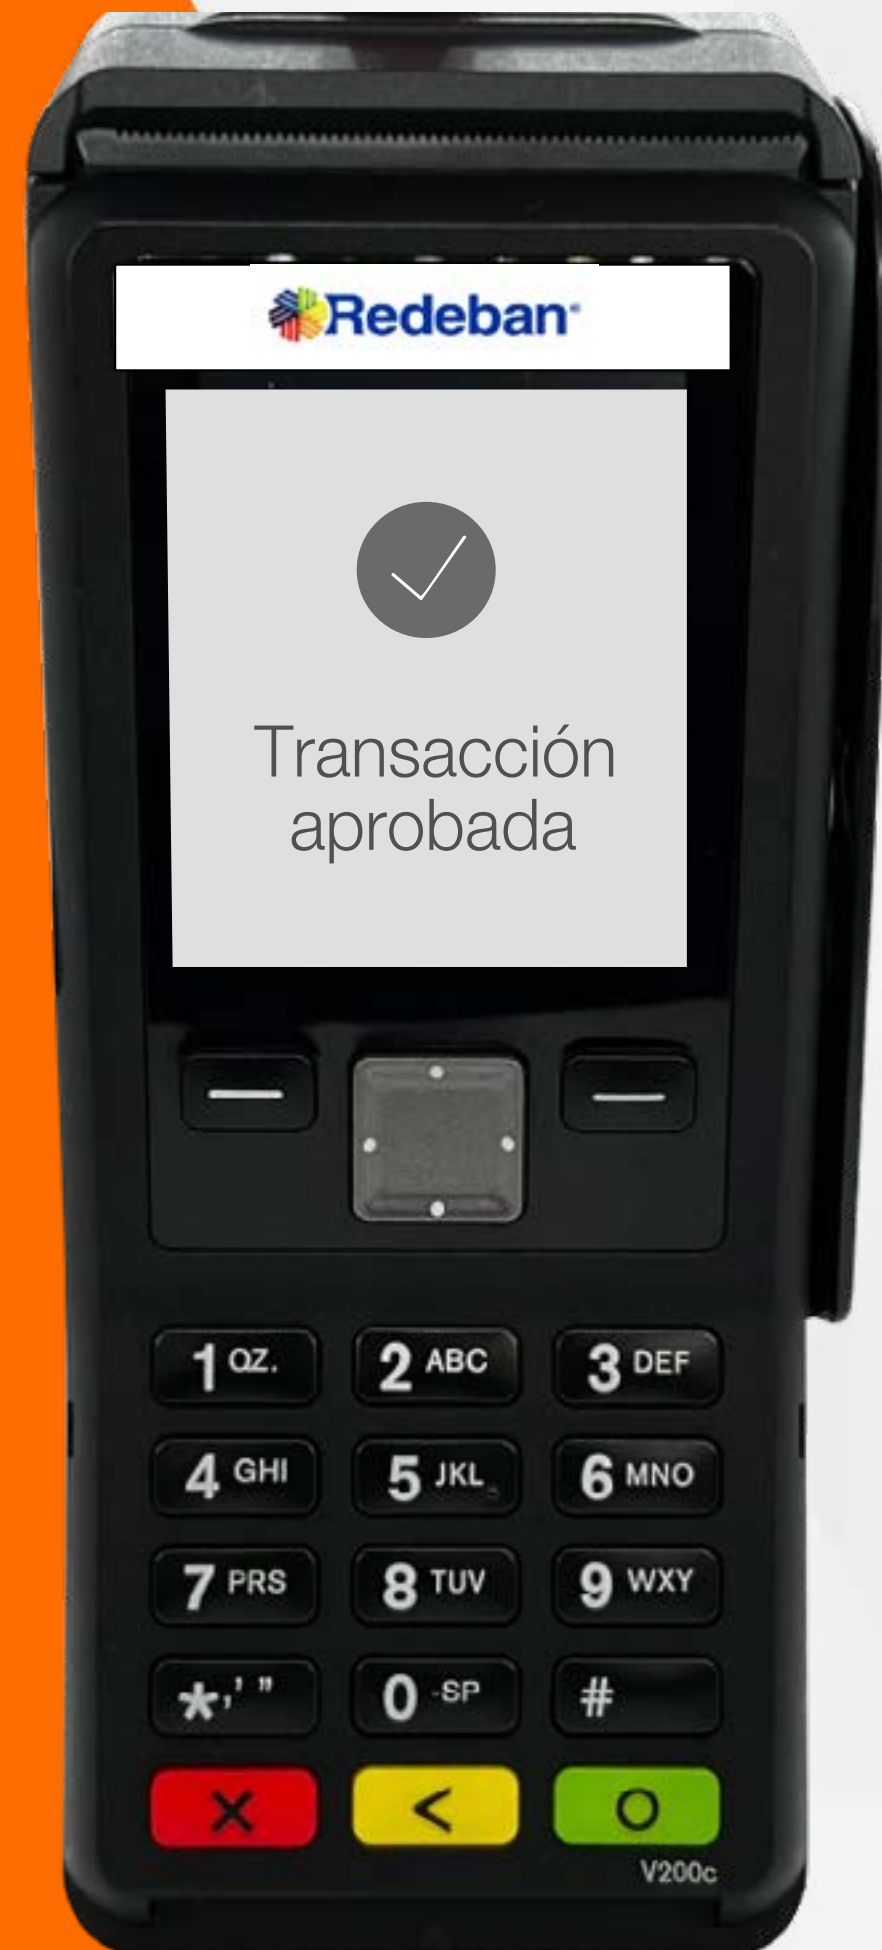 Redeban
Transacción
aprobada
1 QZ. 2 ABC 3 DEF
4 GHI 5 JKL 6 MNO
7 PRS 8 TUV 9 WXY
*,' " 0 -SP #
X < O
V200c